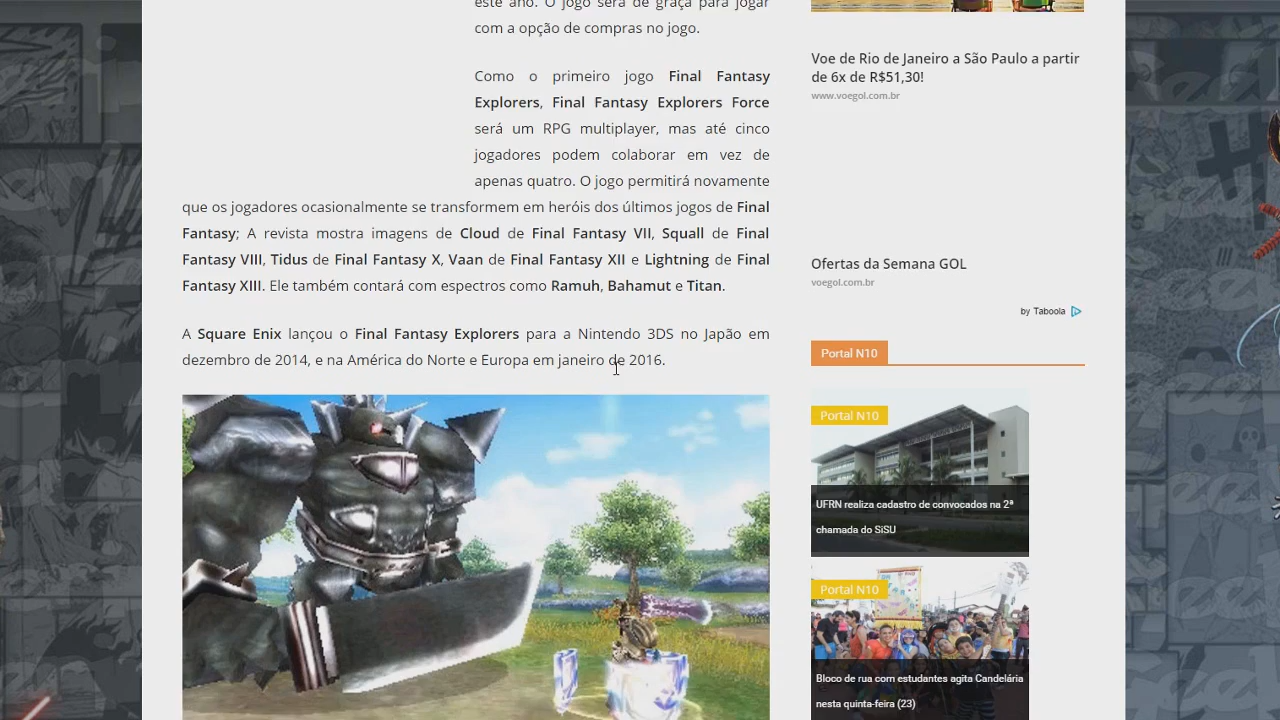 este ano. O jogo será de graça para jogar
com a opção de compras no jogo.
Como o primeiro jogo Final Fantasy
Explorers, Final Fantasy Explorers Force
será um RPG multiplayer, mas até cinco
jogadores podem colaborar em vez de
apenas quatro. O jogo permitirá novamente
que os jogadores ocasionalmente se transformem em heróis dos últimos jogos de Final
Fantasy; A revista mostra imagens de Cloud de Final Fantasy VII, Squall de Final
Fantasy VIII, Tidus de Final Fantasy X, Vaan de Final Fantasy XII e Lightning de Final
Fantasy XIII. Ele também contará com espectros como Ramuh, Bahamut e Titan.
A Square Enix lançou o Final Fantasy Explorers para a Nintendo 3DS no Japão em
dezembro de 2014, e na América do Norte e Europa em janeiro de 2016.
Voe de Rio de Janeiro a São Paulo a partir
de 6x de R$51,30!
www.voegol.com.br
Ofertas da Semana GOL
voegol.com.br
by Taboola
Portal N10
Portal N10
UFRN realiza cadastro de convocados na 2ª
chamada do SiSU
Portal N10
Bloco de rua com estudantes agita Candelária
nesta quinta-feira (23)